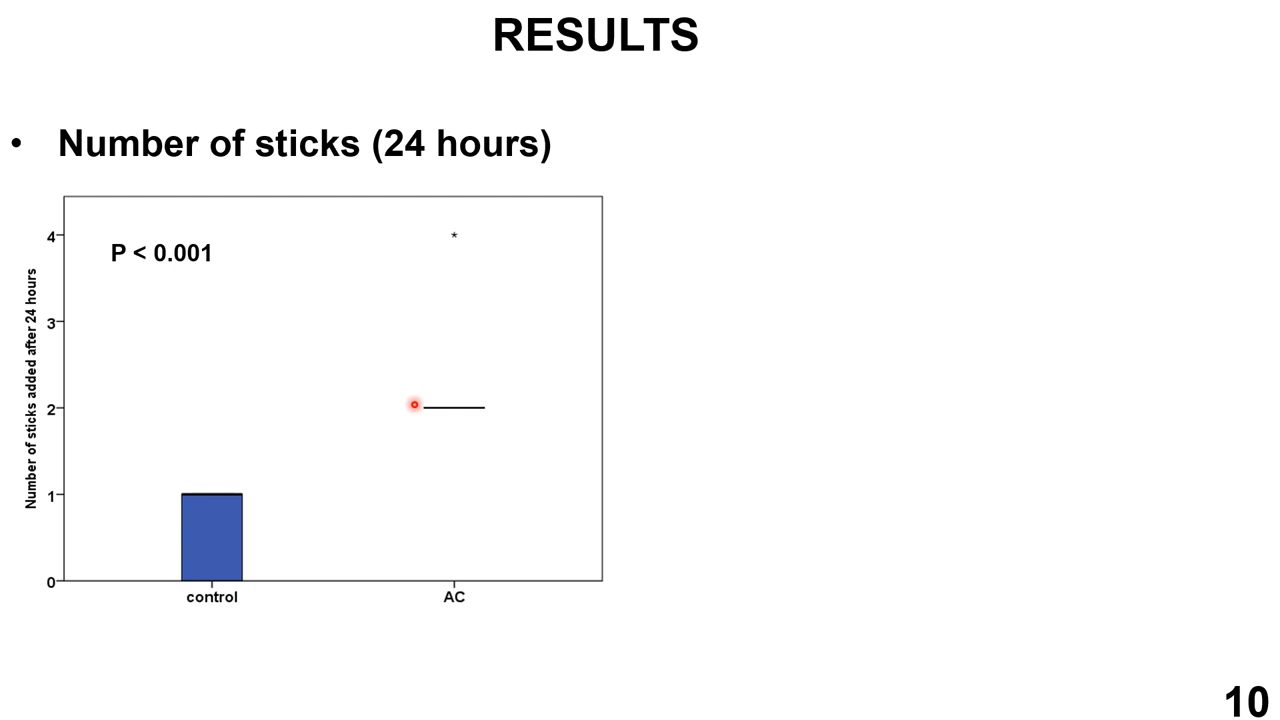 RESULTS
• Number of sticks (24 hours)
P < 0.001
*
Number of sticks added after 24 hours
4
3
2
1
0
control AC
10